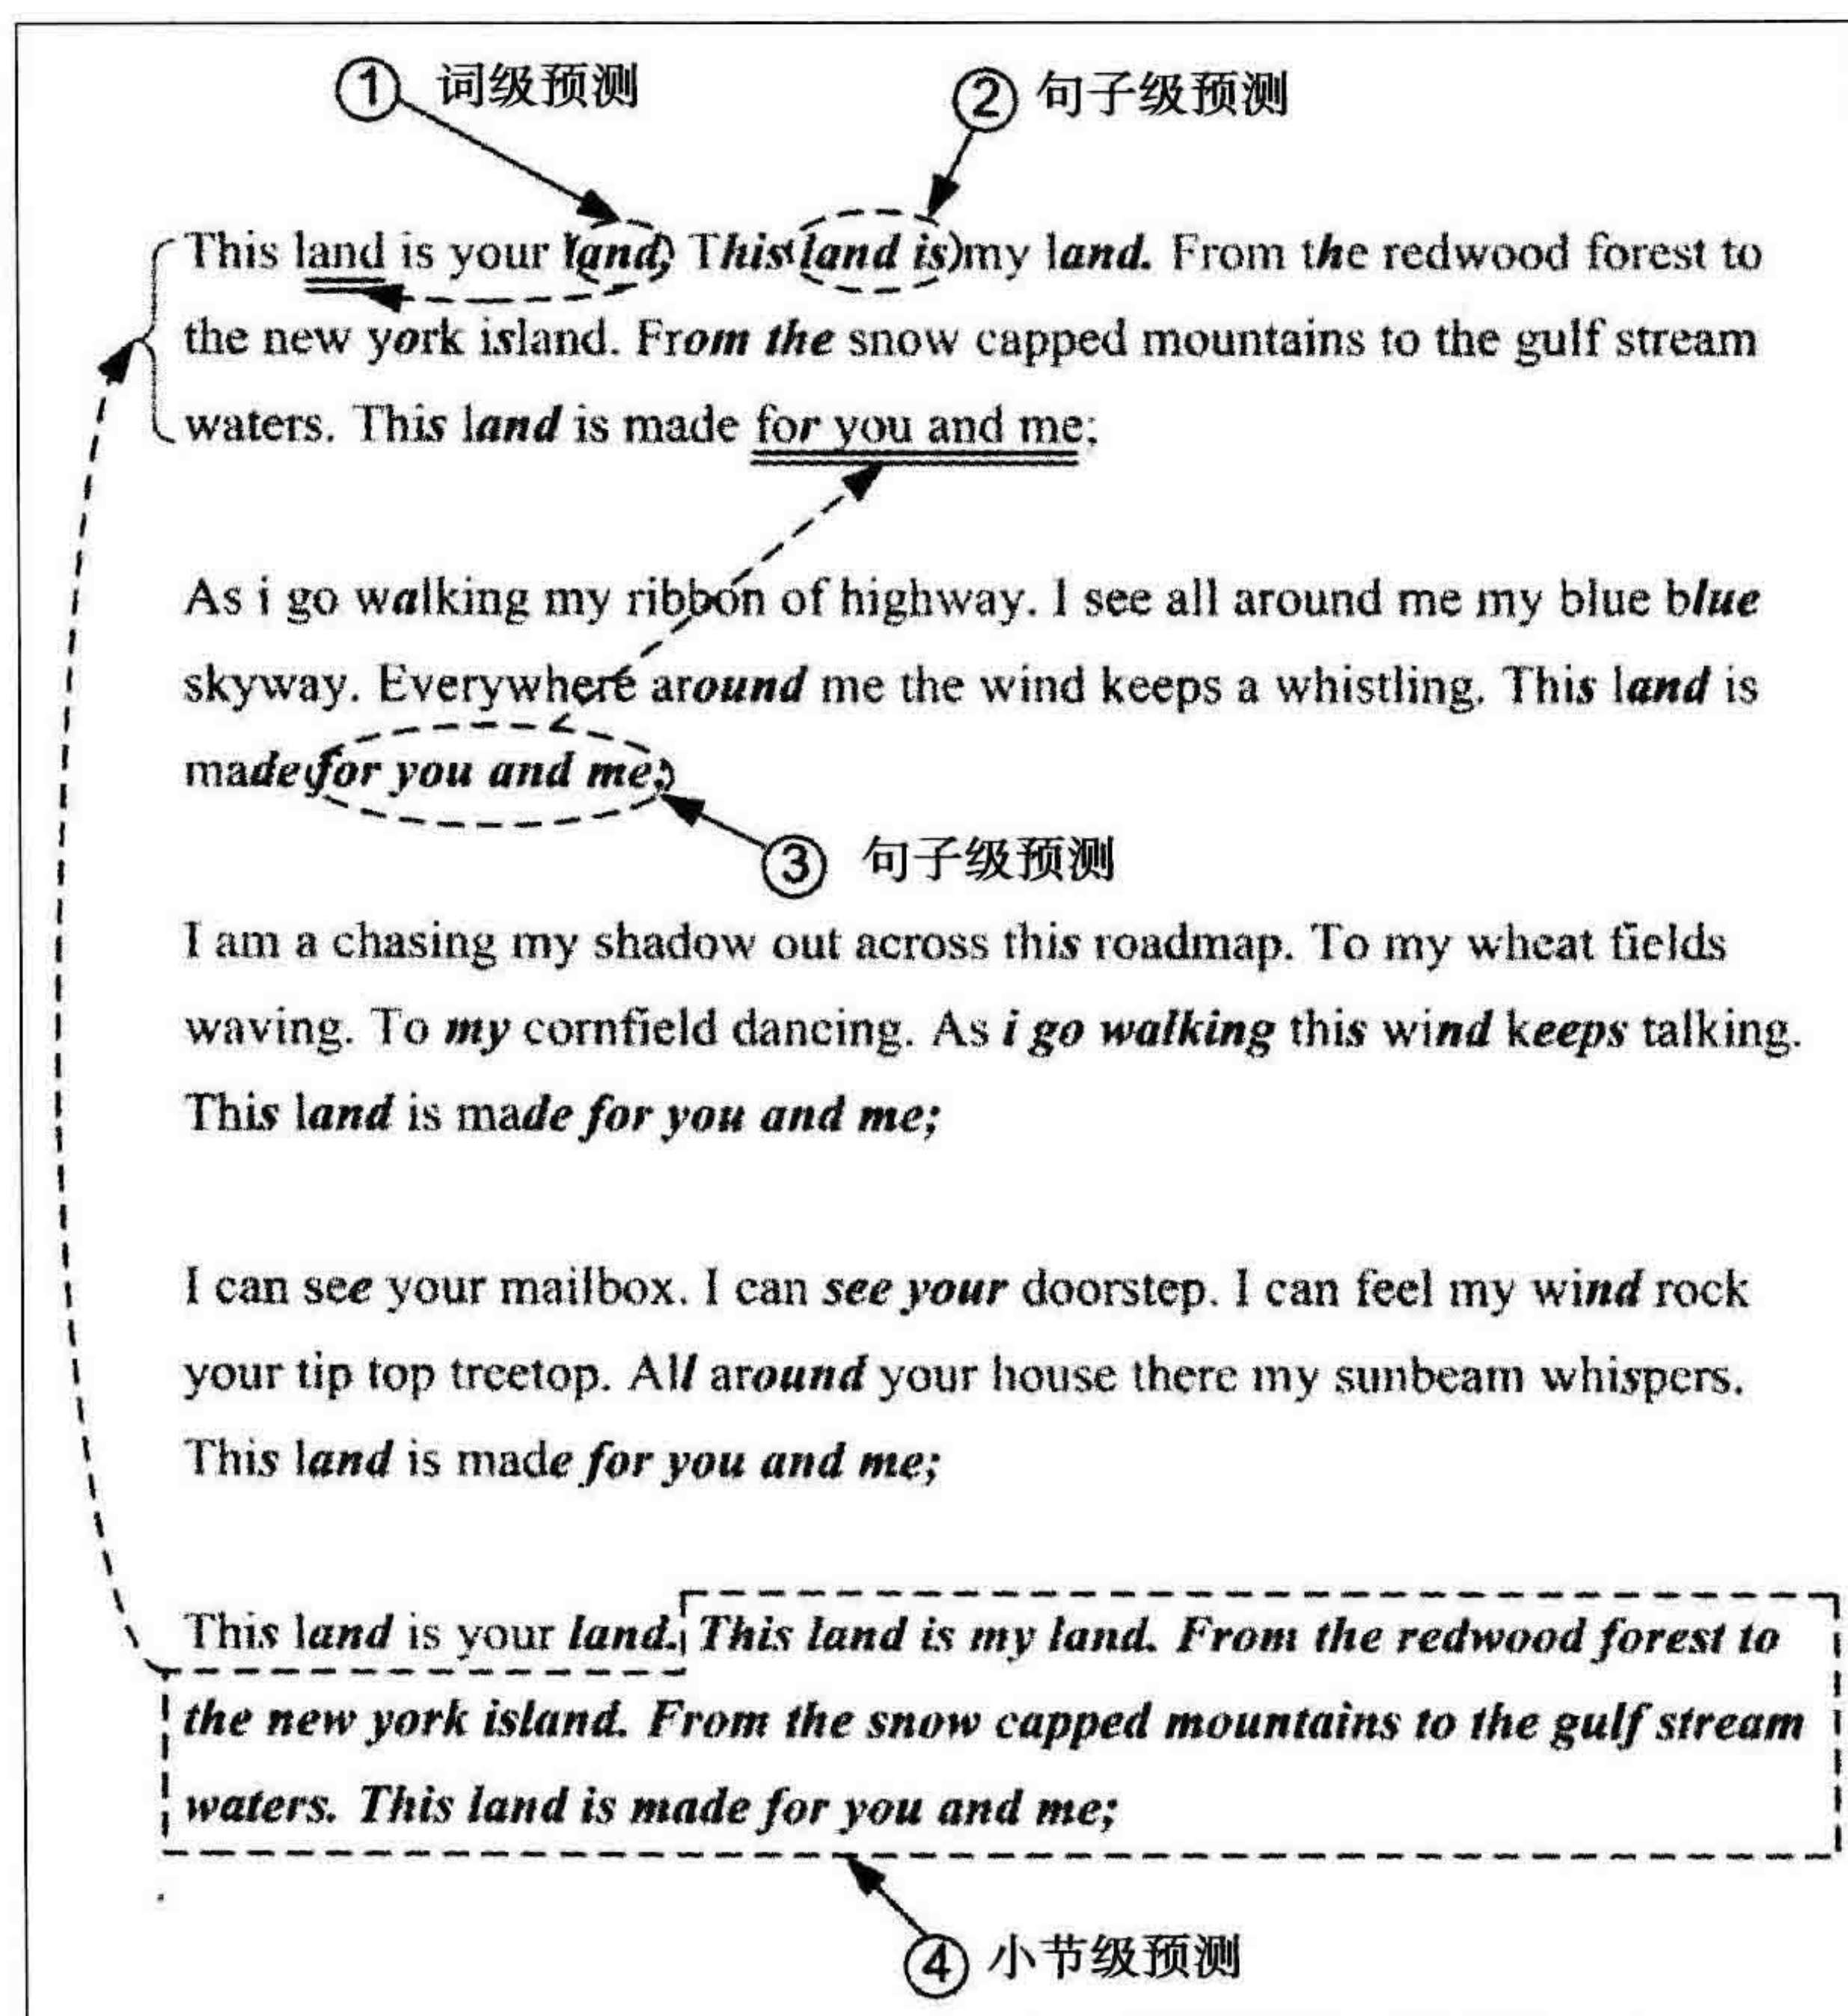 ① 词级预测 ② 句子级预测
This land is your land, This land is my land. From the redwood forest to
the new york island. From the snow capped mountains to the gulf stream
waters. This land is made for you and me;
As i go walking my ribbon of highway. I see all around me my blue blue
skyway. Everywhere around me the wind keeps a whistling. This land is
made for you and me;
③ 句子级预测
I am a chasing my shadow out across this roadmap. To my wheat fields
waving. To my cornfield dancing. As i go walking this wind keeps talking.
This land is made for you and me;
I can see your mailbox. I can see your doorstep. I can feel my wind rock
your tip top treetop. All around your house there my sunbeam whispers.
This land is made for you and me;
This land is your land. This land is my land. From the redwood forest to
the new york island. From the snow capped mountains to the gulf stream
waters. This land is made for you and me;
④ 小节级预测